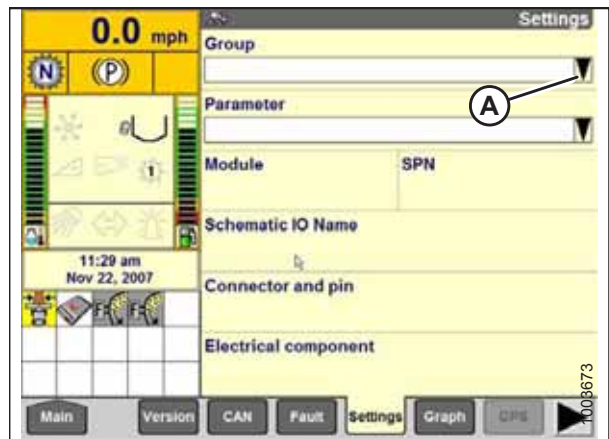 0.0 mph
N
P
1
11:29 am
Nov 22, 2007
F
F
Main
Version
Settings
Group
A
Parameter
Module
SPN
Schematic IO Name
Connector and pin
Electrical component
CAN
Fault
Settings
Graph
GPS
1003673